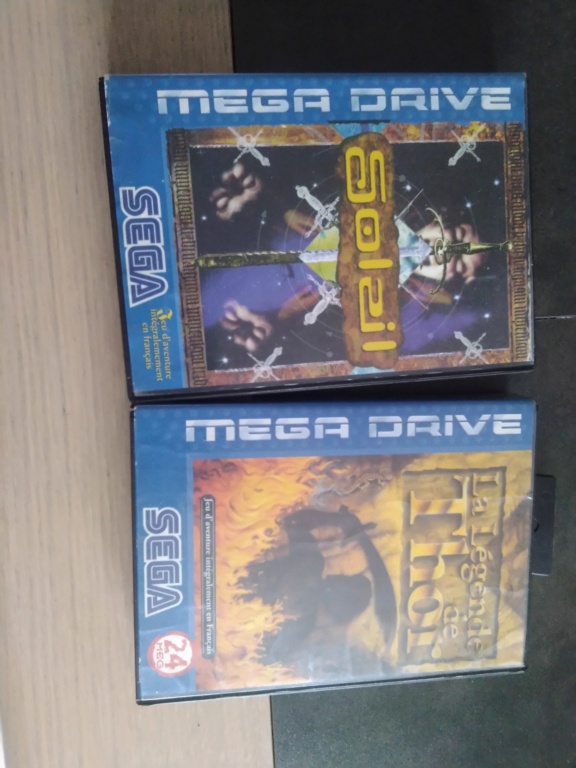 MEGA DRIVE
Soleil
SEGA
Jeu d'aventure
intégralement
en français
MEGA DRIVE
La Légende
de
Thor
Jeu d'aventure intégralement en Français
SEGA
24
MEG